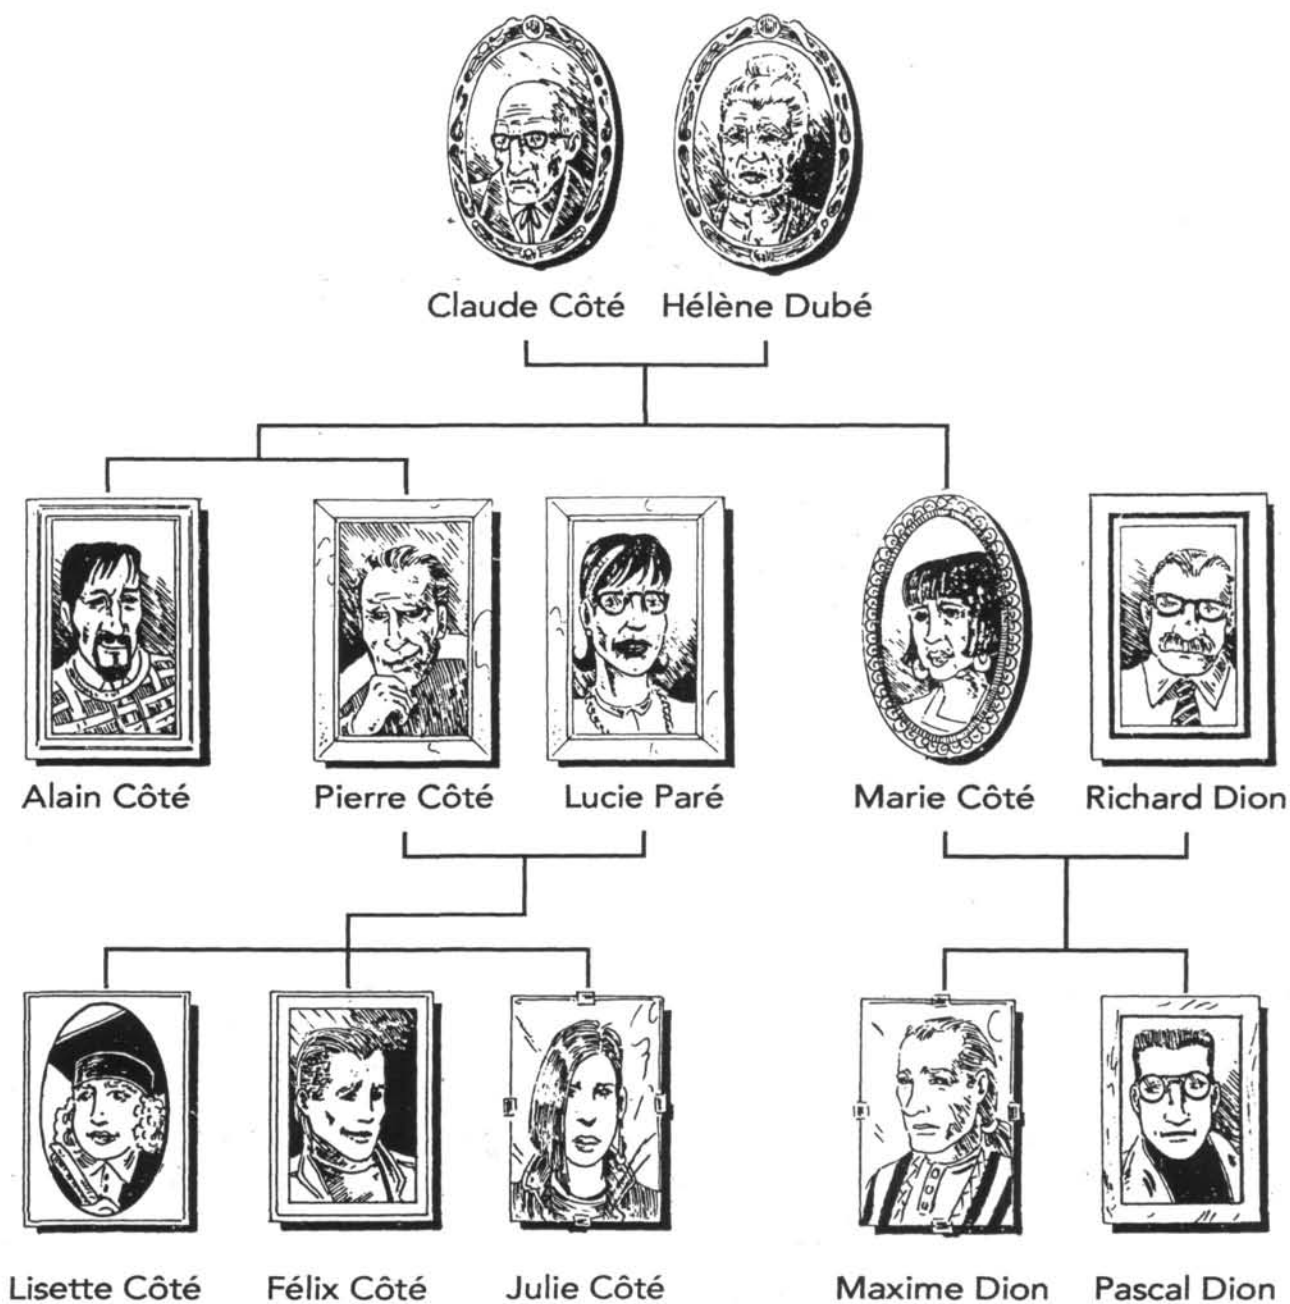 Claude Côté Hélène Dubé
Alain Côté Pierre Côté Lucie Paré Marie Côté Richard Dion
Lisette Côté Félix Côté Julie Côté Maxime Dion Pascal Dion